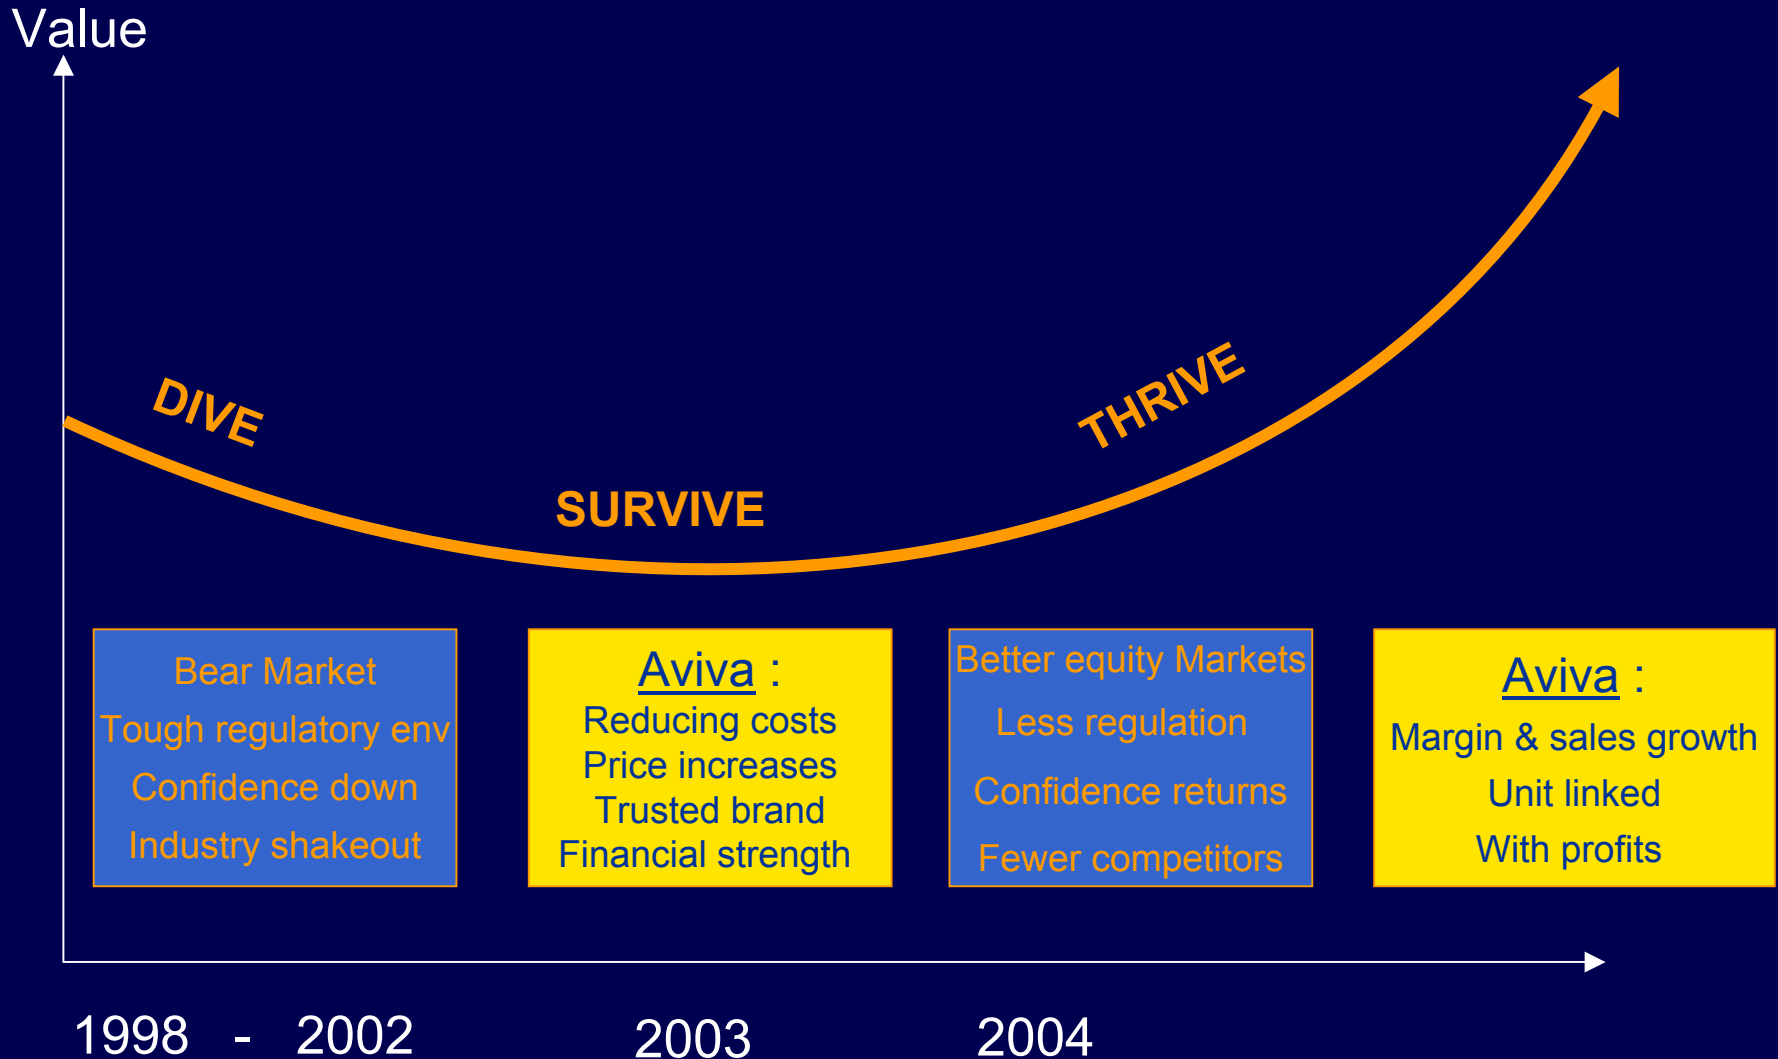 Value
DIVE
SURVIVE
THRIVE
Bear Market
Tough regulatory env
Confidence down
Industry shakeout
Aviva :
Reducing costs
Price increases
Trusted brand
Financial strength
Better equity Markets
Less regulation
Confidence returns
Fewer competitors
Aviva :
Margin & sales growth
Unit linked
With profits
1998 - 2002 2003 2004